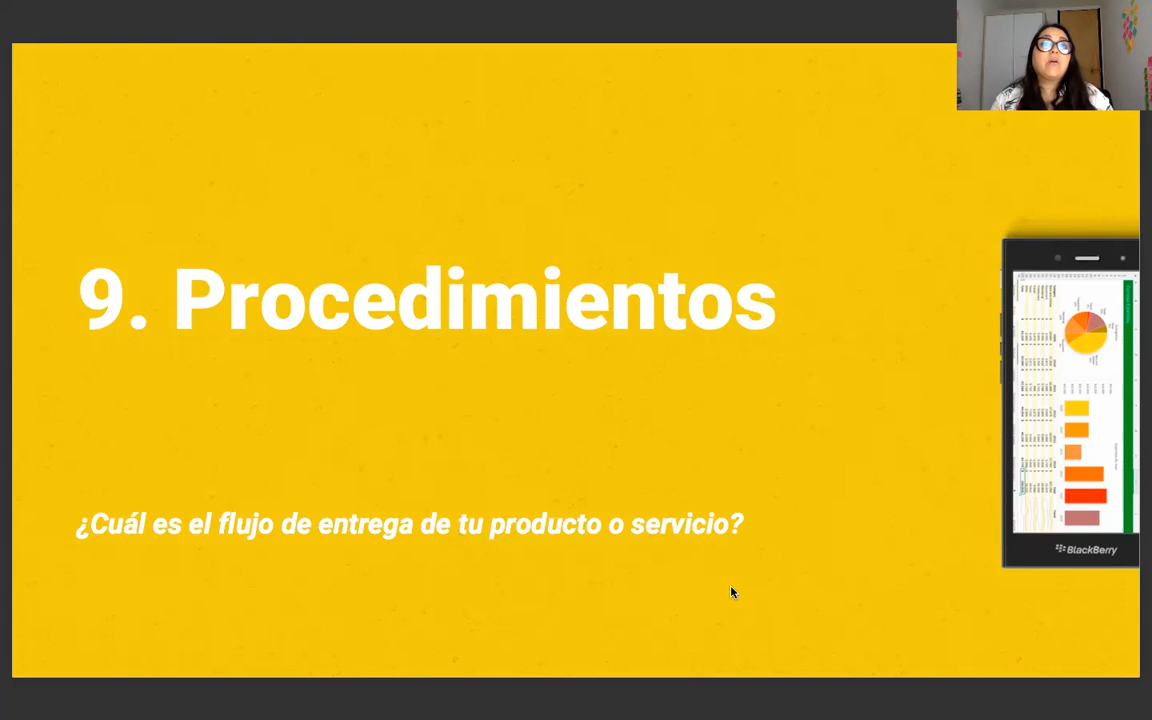 9. Procedimientos
¿Cuál es el flujo de entrega de tu producto o servicio?
BlackBerry